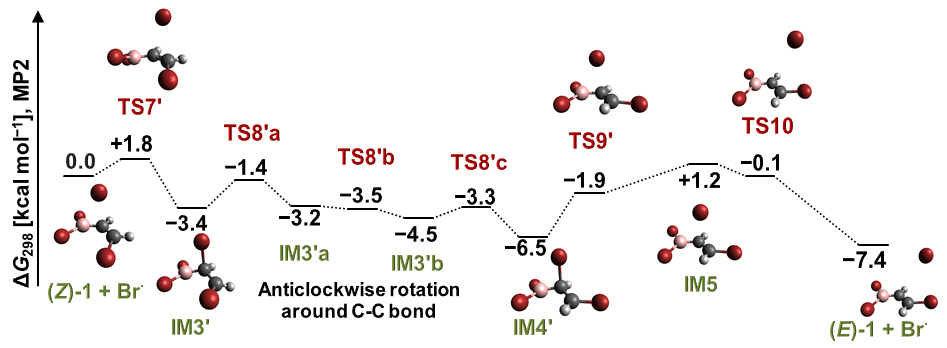 ΔG298 [kcal mol⁻¹], MP2
TS7'
TS8'a
TS8'b
TS8'c
TS9'
TS10
0.0
+1.8
−3.4
−1.4
−3.2
−3.5
−4.5
−3.3
−6.5
−1.9
+1.2
−0.1
−7.4
(Z)-1 + Br·
IM3'
IM3'a
IM3'b
IM4'
IM5
(E)-1 + Br·
Anticlockwise rotation
around C-C bond